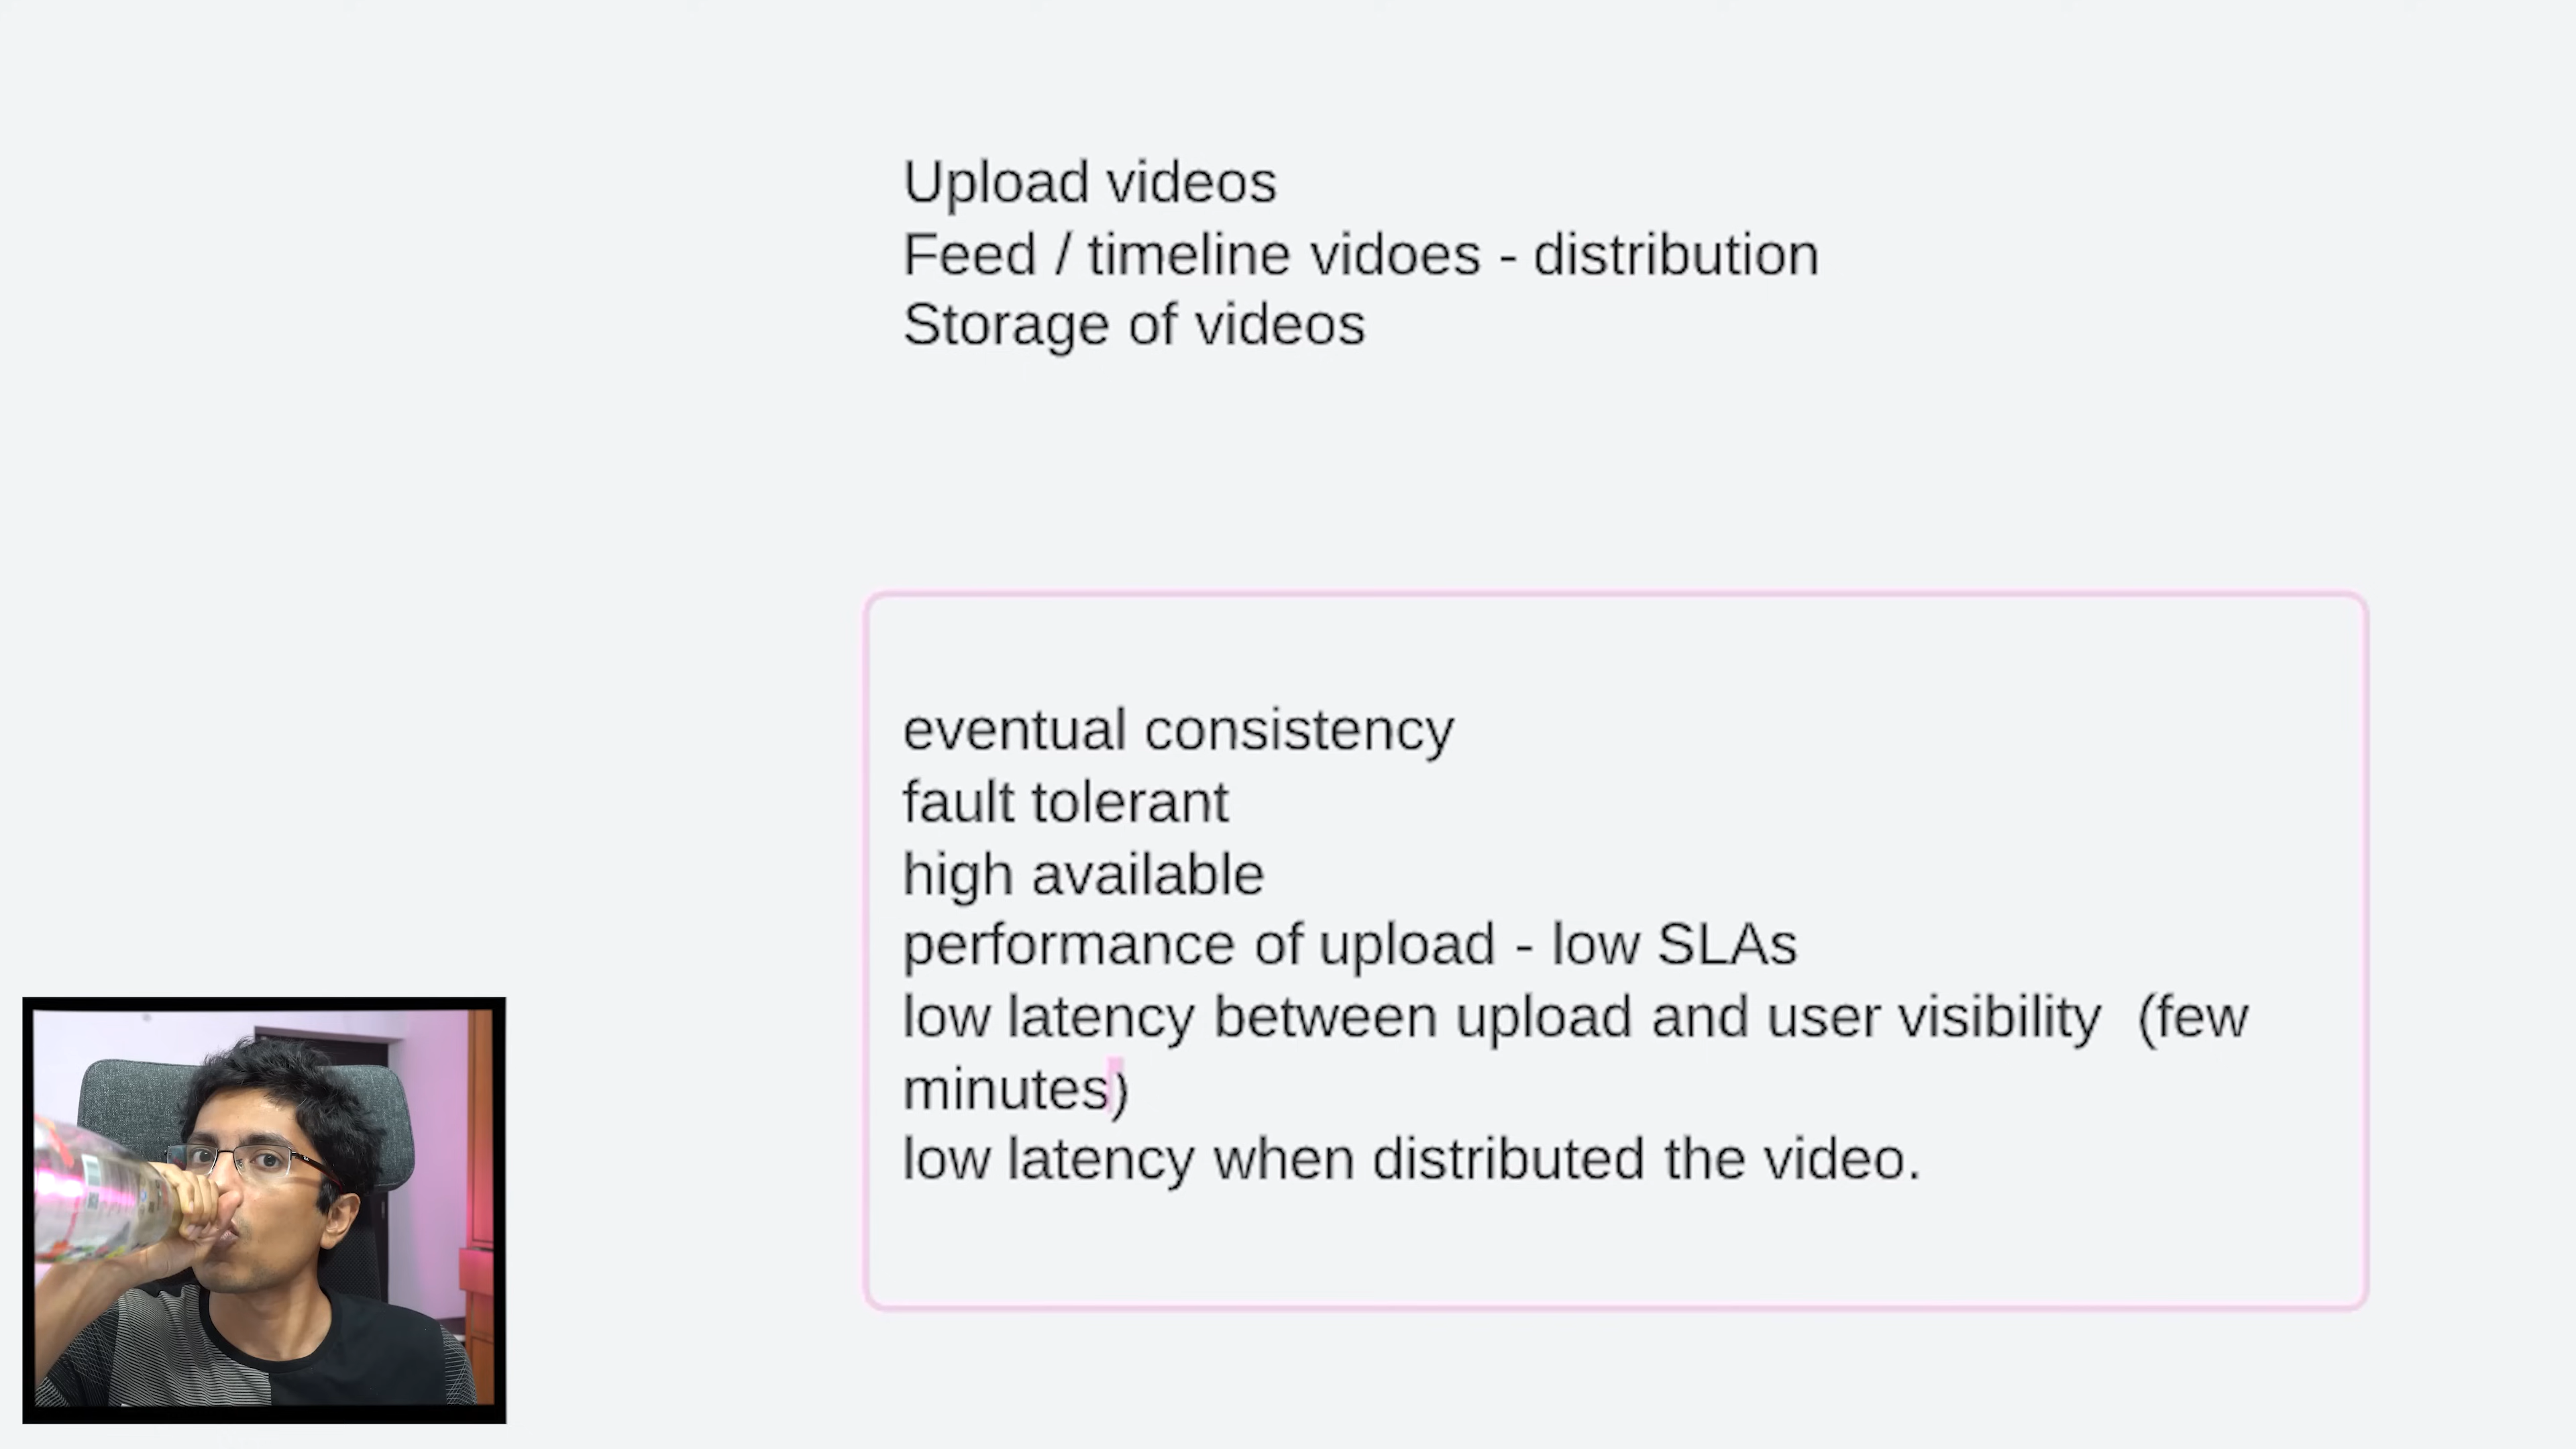 Upload videos
Feed / timeline vidoes - distribution
Storage of videos
eventual consistency
fault tolerant
high available
performance of upload - low SLAs
low latency between upload and user visibility  (few
minutes)
low latency when distributed the video.